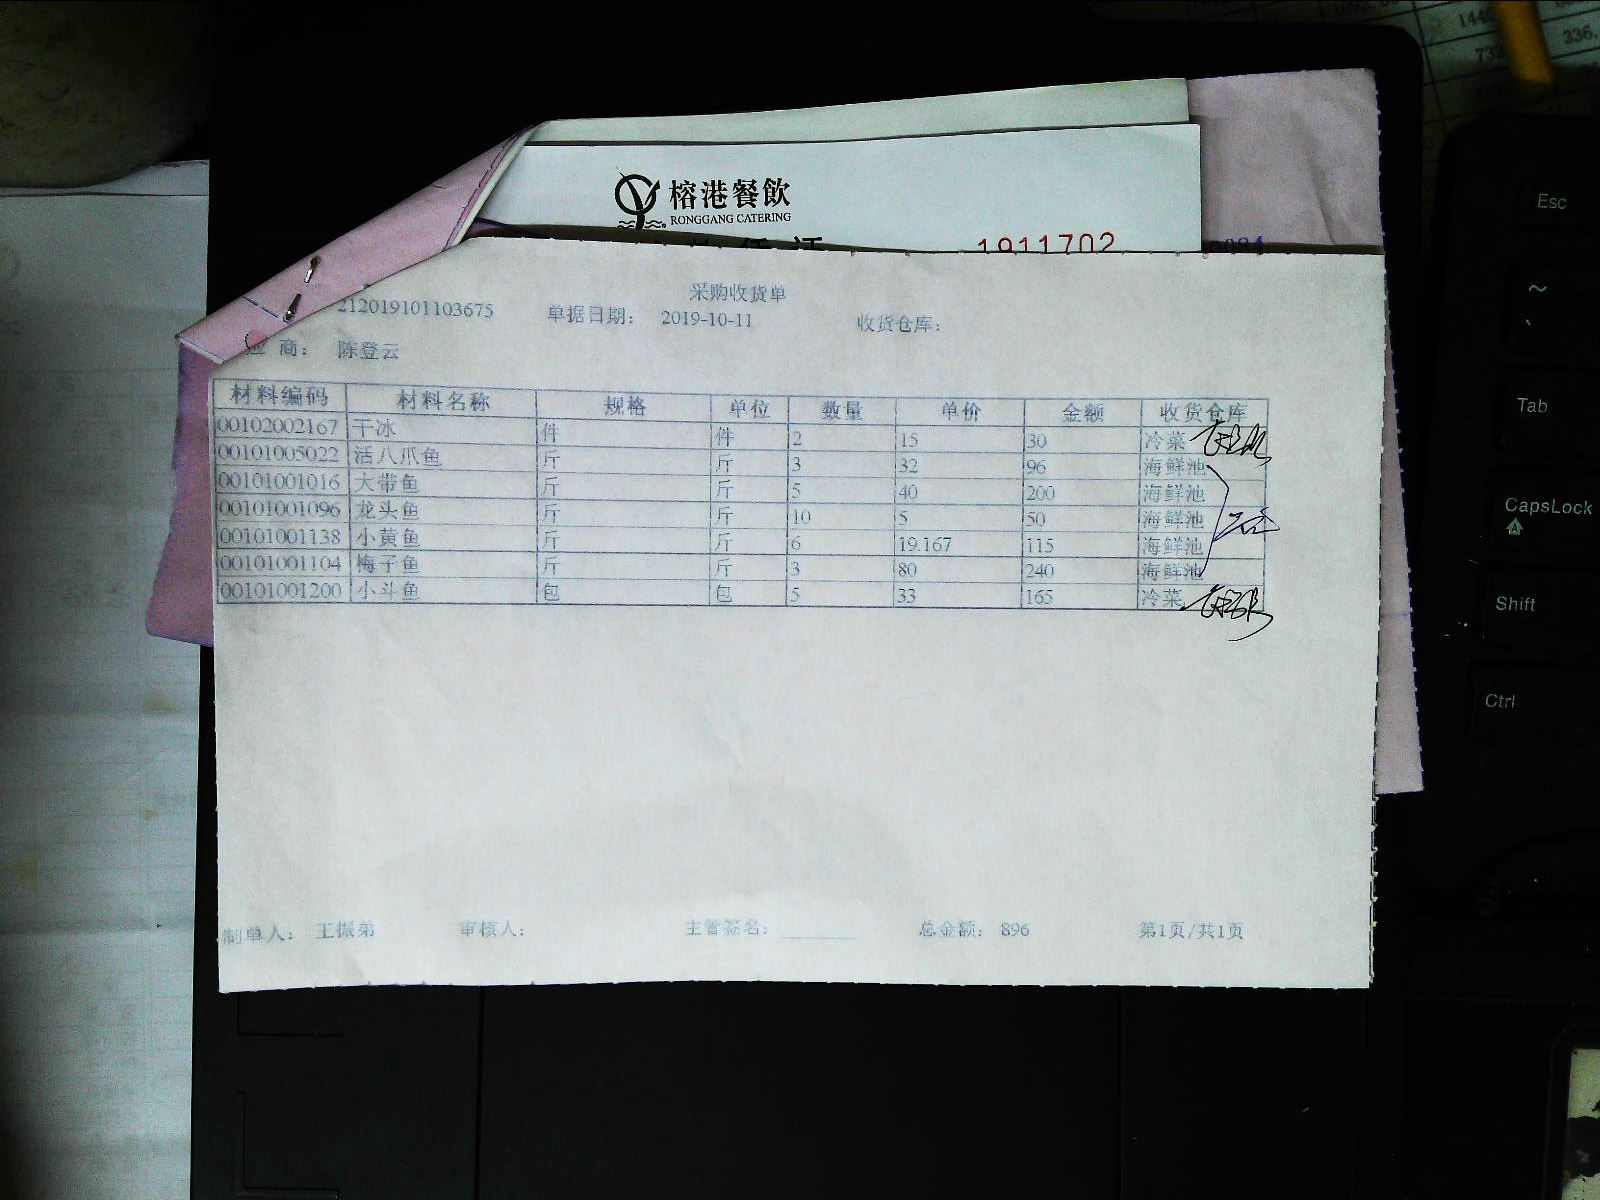 榕港餐飲
RONGGANG CATERING
1911702
采购收货单
212019101103675 单据日期： 2019-10-11 收货仓库：
应 商： 陈登云
材料编码 材料名称 规格 单位 数量 单价 金额 收货仓库
00102002167 干冰 件 件 2 15 30 冷菜
00101005022 活八爪鱼 斤 斤 3 32 96 海鲜池
00101001016 大带鱼 斤 斤 5 40 200 海鲜池
00101001096 龙头鱼 斤 斤 10 5 50 海鲜池
00101001138 小黄鱼 斤 斤 6 19.167 115 海鲜池
00101001104 梅子鱼 斤 斤 3 80 240 海鲜池
00101001200 小斗鱼 包 包 5 33 165 冷菜
制单人： 王振弟 审核人： 主管签名： 总金额： 896 第1页/共1页
Esc
~
Tab
CapsLock
A
Shift
Ctrl